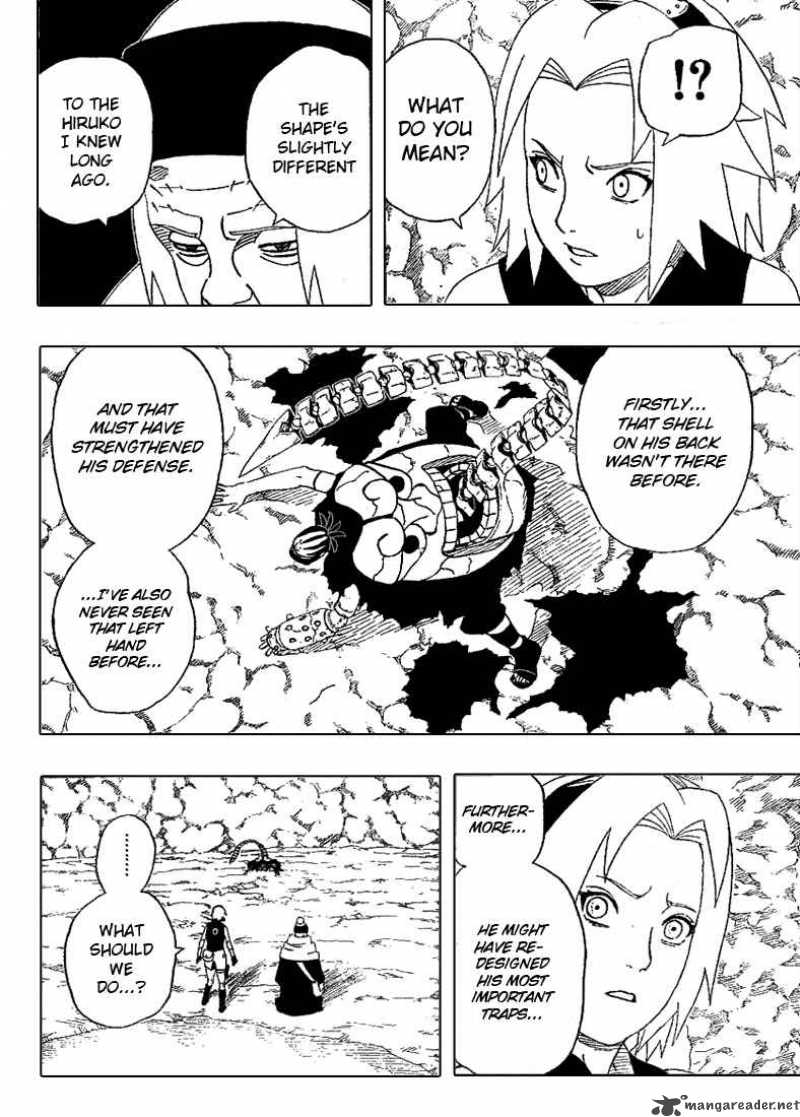 !?
WHAT
DO YOU
MEAN?
THE
SHAPE'S
SLIGHTLY
DIFFERENT
TO THE
HIRUKO
I KNEW
LONG
AGO.
FIRSTLY...
THAT SHELL
ON HIS BACK
WASN'T THERE
BEFORE.
AND THAT
MUST HAVE
STRENGTHENED
HIS DEFENSE.
...I'VE ALSO
NEVER SEEN
THAT LEFT
HAND
BEFORE...
FURTHER-
MORE...
HE MIGHT
HAVE RE-
DESIGNED
HIS MOST
IMPORTANT
TRAPS...
........
WHAT
SHOULD
WE
DO...?
mangareader.net